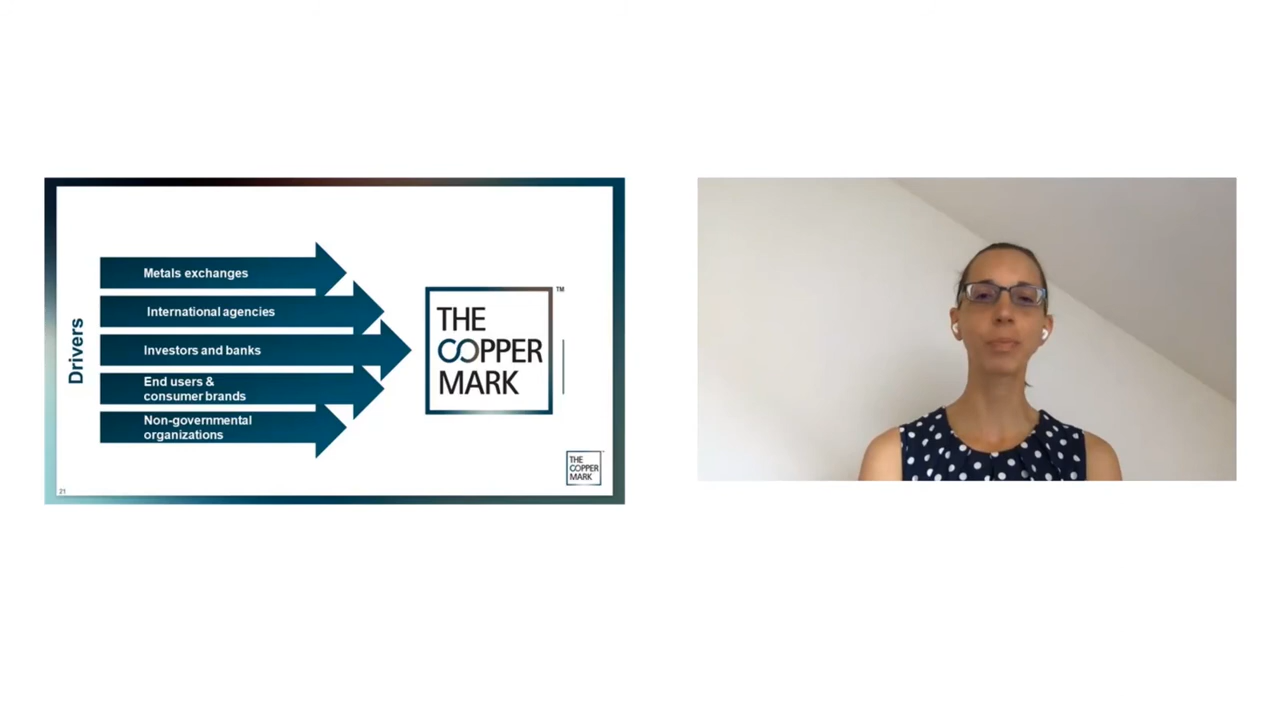 Drivers
Metals exchanges
International agencies
Investors and banks
End users &
consumer brands
Non-governmental
organizations
THE
COPPER
MARK
TM
THE
COPPER
MARK
21